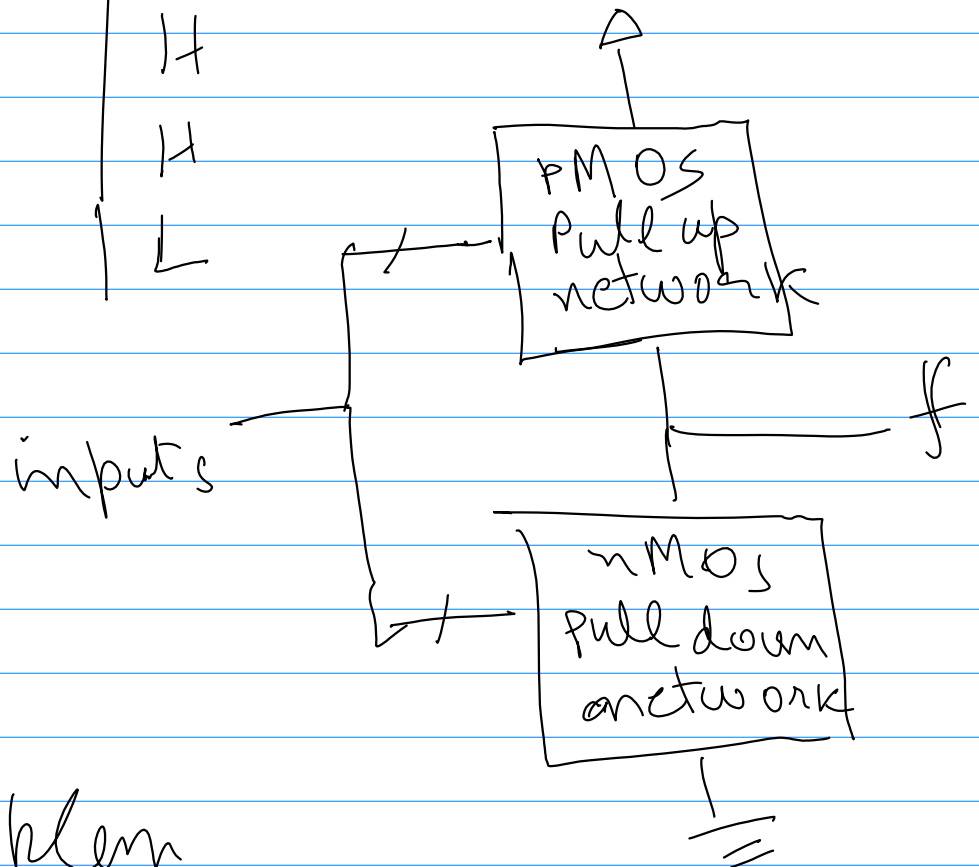 H
H
L
pMOS
Pull up
network
f
inputs
nMOS
Pull down
network